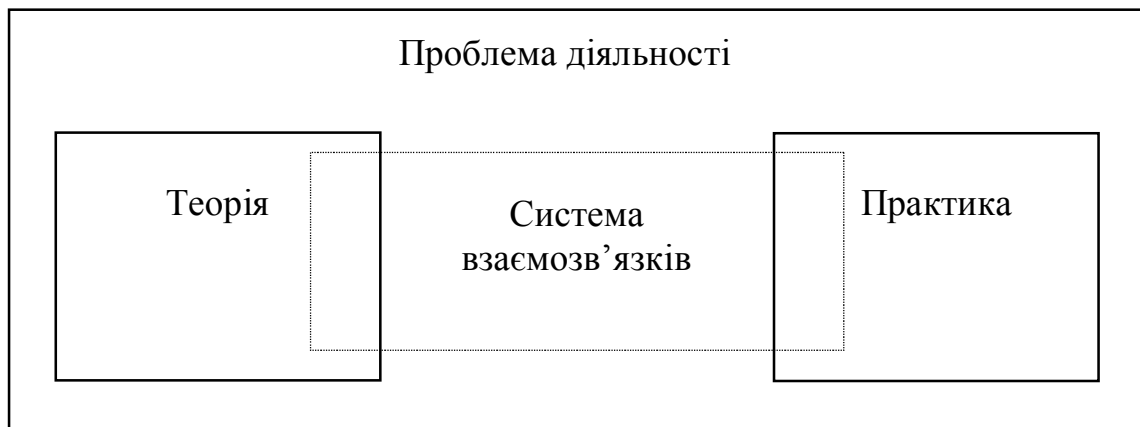 Проблема діяльності
Теорія
Система
взаємозв’язків
Практика